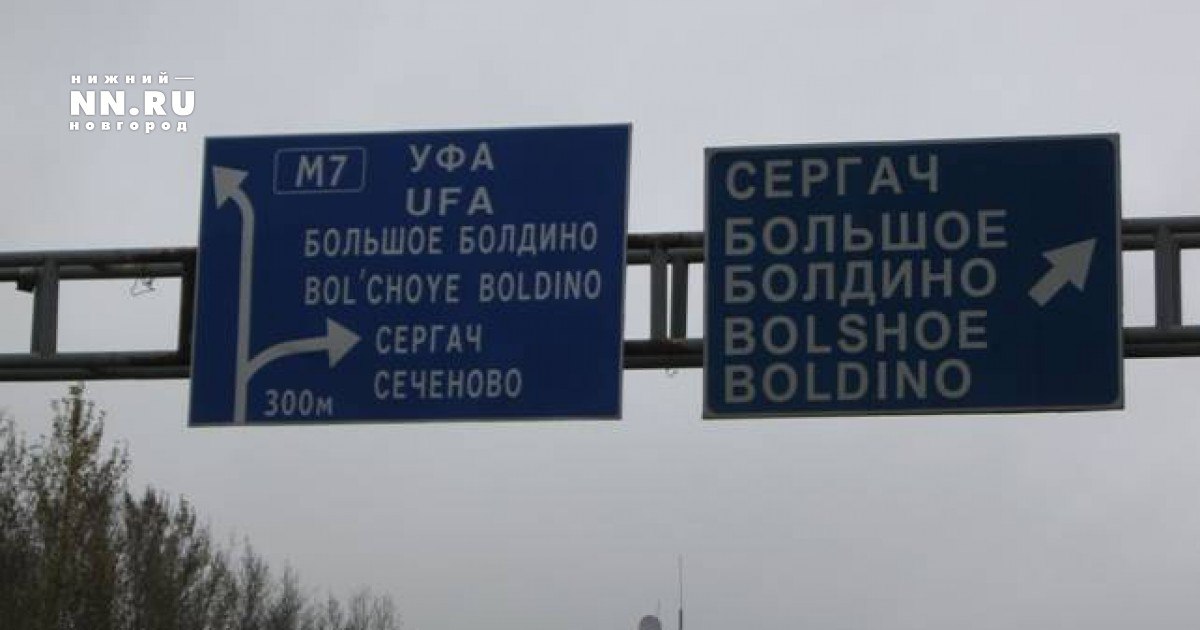 НИЖНИЙ
NN.RU
НОВГОРОД
М7
УФА
UFA
БОЛЬШОЕ БОЛДИНО
BOL'CHOYE BOLDINO
СЕРГАЧ
СЕЧЕНОВО
300м
СЕРГАЧ
БОЛЬШОЕ
БОЛДИНО
BOLSHOE
BOLDINO